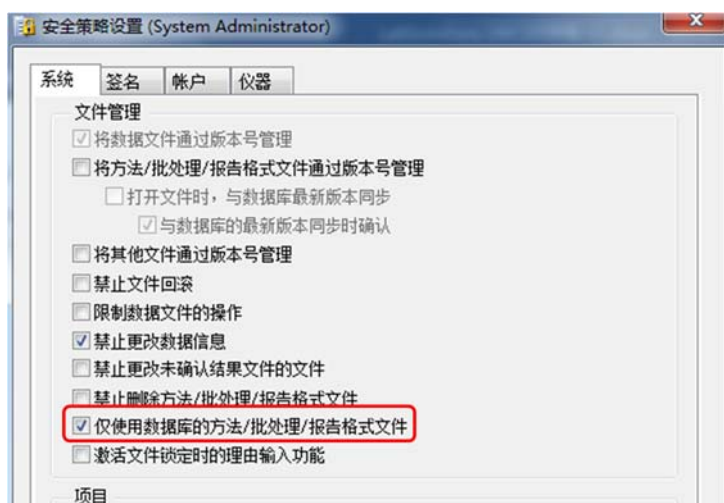 安全策略设置 (System Administrator)
系统 签名 帐户 仪器
文件管理
将数据文件通过版本号管理
将方法/批处理/报告格式文件通过版本号管理
打开文件时，与数据库最新版本同步
与数据库的最新版本同步时确认
将其他文件通过版本号管理
禁止文件回滚
限制数据文件的操作
禁止更改数据信息
禁止更改未确认结果文件的文件
禁止删除方法/批处理/报告格式文件
仅使用数据库的方法/批处理/报告格式文件
激活文件锁定时的理由输入功能
项目